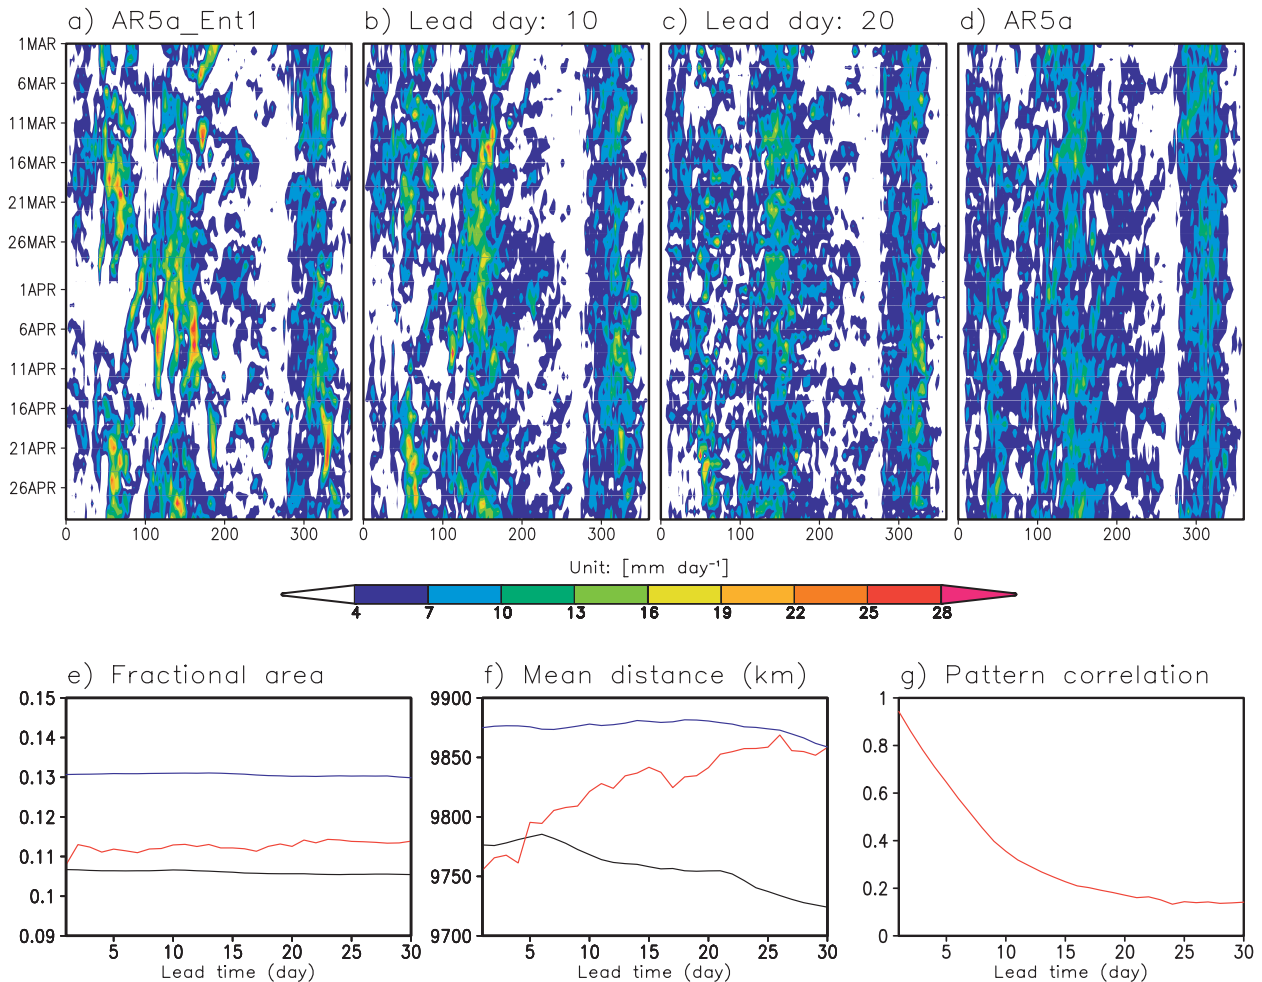 a) AR5a_Ent1
b) Lead day: 10
c) Lead day: 20
d) AR5a
1MAR
6MAR
11MAR
16MAR
21MAR
26MAR
1APR
6APR
11APR
16APR
21APR
26APR
0 100 200 300
0 100 200 300
0 100 200 300
0 100 200 300
Unit: [mm day⁻¹]
4 7 10 13 16 19 22 25 28
e) Fractional area
0.15
0.14
0.13
0.12
0.11
0.1
0.09
5 10 15 20 25 30
Lead time (day)
f) Mean distance (km)
9900
9850
9800
9750
9700
5 10 15 20 25 30
Lead time (day)
g) Pattern correlation
1
0.8
0.6
0.4
0.2
0
5 10 15 20 25 30
Lead time (day)